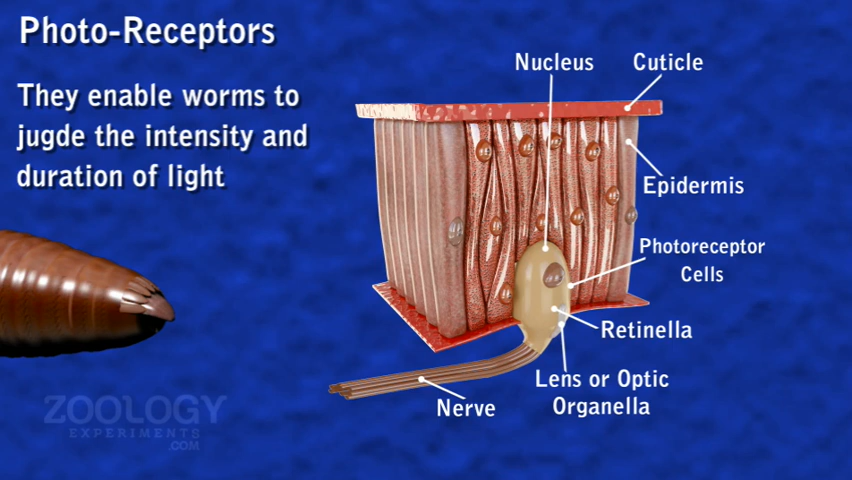 Photo-Receptors
They enable worms to
jugde the intensity and
duration of light
Nucleus
Cuticle
Epidermis
Photoreceptor
Cells
Retinella
Lens or Optic
Organella
Nerve
ZOOLOGY
EXPERIMENTS
.COM